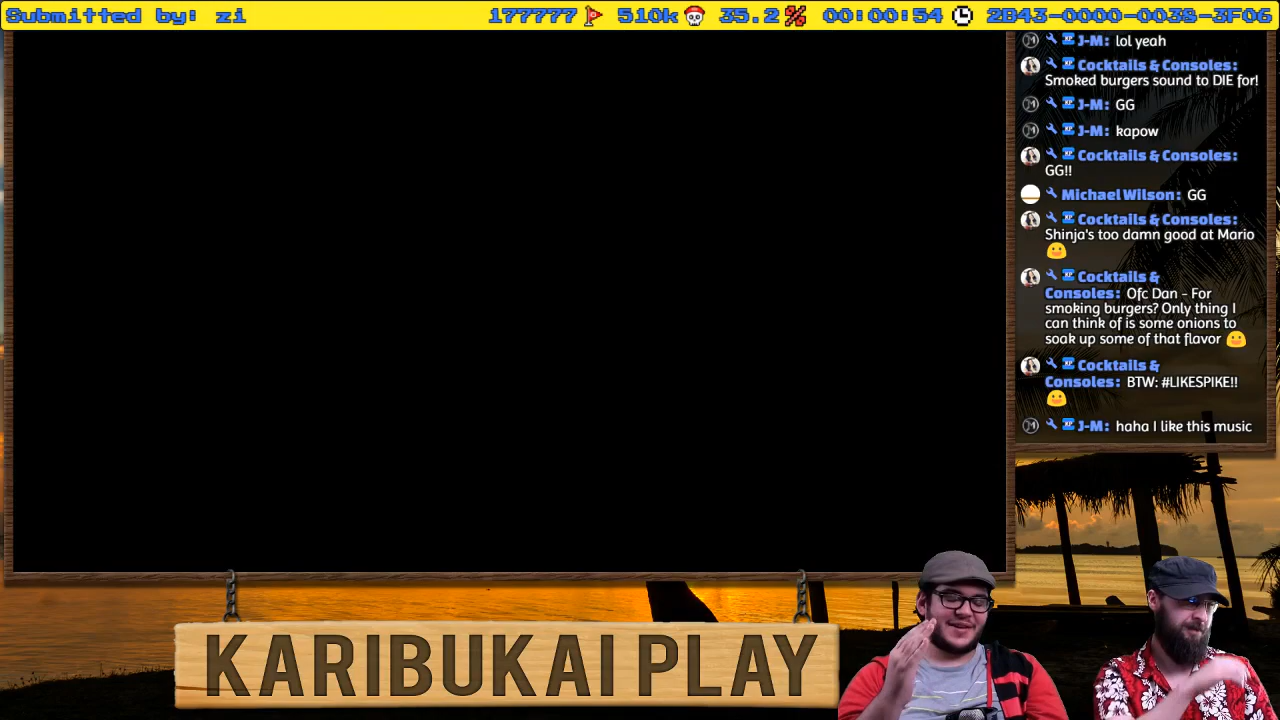 Submitted by: zi 177777 510k 35.2 00:00:54 2B43-0000-0038-3F06
J-M: lol yeah
Cocktails & Consoles:
Smoked burgers sound to DIE for!
J-M: GG
J-M: kapow
Cocktails & Consoles:
GG!!
Michael Wilson: GG
Cocktails & Consoles:
Shinja's too damn good at Mario
Cocktails &
Consoles: Ofc Dan - For
smoking burgers? Only thing I
can think of is some onions to
soak up some of that flavor
Cocktails &
Consoles: BTW: #LIKESPIKE!!
J-M: haha I like this music
KARIBUKAI PLAY